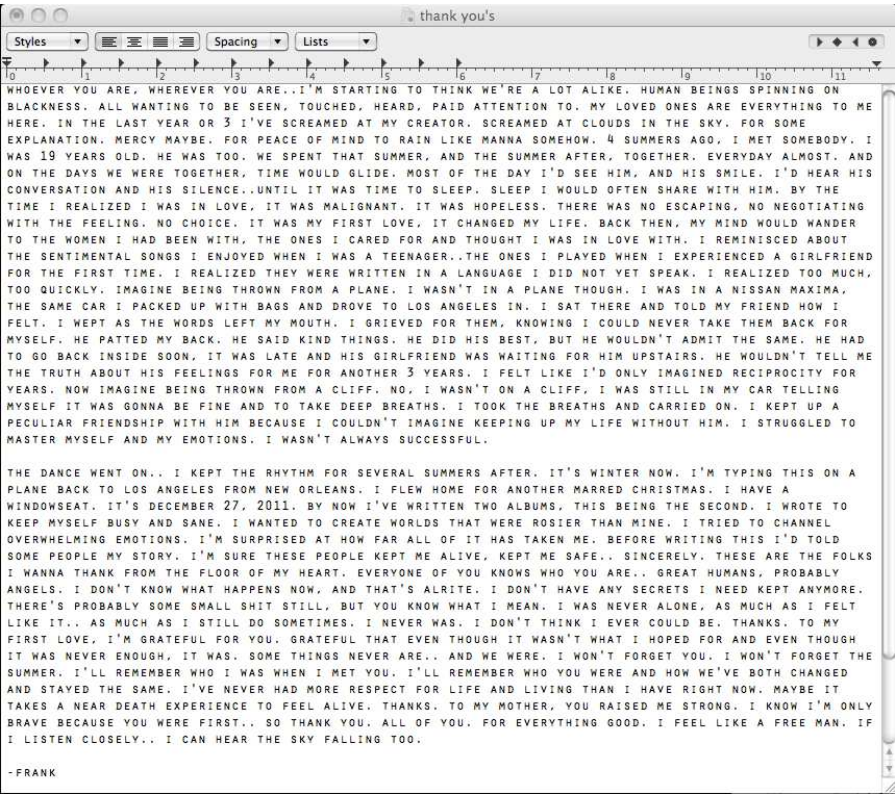 thank you's
Styles Spacing Lists
0 1 2 3 4 5 6 7 8 9 10 11
WHOEVER YOU ARE, WHEREVER YOU ARE..I'M STARTING TO THINK WE'RE A LOT ALIKE. HUMAN BEINGS SPINNING ON
BLACKNESS. ALL WANTING TO BE SEEN, TOUCHED, HEARD, PAID ATTENTION TO. MY LOVED ONES ARE EVERYTHING TO ME
HERE. IN THE LAST YEAR OR 3 I'VE SCREAMED AT MY CREATOR. SCREAMED AT CLOUDS IN THE SKY. FOR SOME
EXPLANATION. MERCY MAYBE. FOR PEACE OF MIND TO RAIN LIKE MANNA SOMEHOW. 4 SUMMERS AGO, I MET SOMEBODY. I
WAS 19 YEARS OLD. HE WAS TOO. WE SPENT THAT SUMMER, AND THE SUMMER AFTER, TOGETHER. EVERYDAY ALMOST. AND
ON THE DAYS WE WERE TOGETHER, TIME WOULD GLIDE. MOST OF THE DAY I'D SEE HIM, AND HIS SMILE. I'D HEAR HIS
CONVERSATION AND HIS SILENCE..UNTIL IT WAS TIME TO SLEEP. SLEEP I WOULD OFTEN SHARE WITH HIM. BY THE
TIME I REALIZED I WAS IN LOVE, IT WAS MALIGNANT. IT WAS HOPELESS. THERE WAS NO ESCAPING, NO NEGOTIATING
WITH THE FEELING. NO CHOICE. IT WAS MY FIRST LOVE, IT CHANGED MY LIFE. BACK THEN, MY MIND WOULD WANDER
TO THE WOMEN I HAD BEEN WITH, THE ONES I CARED FOR AND THOUGHT I WAS IN LOVE WITH. I REMINISCED ABOUT
THE SENTIMENTAL SONGS I ENJOYED WHEN I WAS A TEENAGER..THE ONES I PLAYED WHEN I EXPERIENCED A GIRLFRIEND
FOR THE FIRST TIME. I REALIZED THEY WERE WRITTEN IN A LANGUAGE I DID NOT YET SPEAK. I REALIZED TOO MUCH,
TOO QUICKLY. IMAGINE BEING THROWN FROM A PLANE. I WASN'T IN A PLANE THOUGH. I WAS IN A NISSAN MAXIMA,
THE SAME CAR I PACKED UP WITH BAGS AND DROVE TO LOS ANGELES IN. I SAT THERE AND TOLD MY FRIEND HOW I
FELT. I WEPT AS THE WORDS LEFT MY MOUTH. I GRIEVED FOR THEM, KNOWING I COULD NEVER TAKE THEM BACK FOR
MYSELF. HE PATTED MY BACK. HE SAID KIND THINGS. HE DID HIS BEST, BUT HE WOULDN'T ADMIT THE SAME. HE HAD
TO GO BACK INSIDE SOON, IT WAS LATE AND HIS GIRLFRIEND WAS WAITING FOR HIM UPSTAIRS. HE WOULDN'T TELL ME
THE TRUTH ABOUT HIS FEELINGS FOR ME FOR ANOTHER 3 YEARS. I FELT LIKE I'D ONLY IMAGINED RECIPROCITY FOR
YEARS. NOW IMAGINE BEING THROWN FROM A CLIFF. NO, I WASN'T ON A CLIFF, I WAS STILL IN MY CAR TELLING
MYSELF IT WAS GONNA BE FINE AND TO TAKE DEEP BREATHS. I TOOK THE BREATHS AND CARRIED ON. I KEPT UP A
PECULIAR FRIENDSHIP WITH HIM BECAUSE I COULDN'T IMAGINE KEEPING UP MY LIFE WITHOUT HIM. I STRUGGLED TO
MASTER MYSELF AND MY EMOTIONS. I WASN'T ALWAYS SUCCESSFUL.

THE DANCE WENT ON.. I KEPT THE RHYTHM FOR SEVERAL SUMMERS AFTER. IT'S WINTER NOW. I'M TYPING THIS ON A
PLANE BACK TO LOS ANGELES FROM NEW ORLEANS. I FLEW HOME FOR ANOTHER MARRED CHRISTMAS. I HAVE A
WINDOWSEAT. IT'S DECEMBER 27, 2011. BY NOW I'VE WRITTEN TWO ALBUMS, THIS BEING THE SECOND. I WROTE TO
KEEP MYSELF BUSY AND SANE. I WANTED TO CREATE WORLDS THAT WERE ROSIER THAN MINE. I TRIED TO CHANNEL
OVERWHELMING EMOTIONS. I'M SURPRISED AT HOW FAR ALL OF IT HAS TAKEN ME. BEFORE WRITING THIS I'D TOLD
SOME PEOPLE MY STORY. I'M SURE THESE PEOPLE KEPT ME ALIVE, KEPT ME SAFE.. SINCERELY. THESE ARE THE FOLKS
I WANNA THANK FROM THE FLOOR OF MY HEART. EVERYONE OF YOU KNOWS WHO YOU ARE.. GREAT HUMANS, PROBABLY
ANGELS. I DON'T KNOW WHAT HAPPENS NOW, AND THAT'S ALRITE. I DON'T HAVE ANY SECRETS I NEED KEPT ANYMORE.
THERE'S PROBABLY SOME SMALL SHIT STILL, BUT YOU KNOW WHAT I MEAN. I WAS NEVER ALONE, AS MUCH AS I FELT
LIKE IT.. AS MUCH AS I STILL DO SOMETIMES. I NEVER WAS. I DON'T THINK I EVER COULD BE. THANKS. TO MY
FIRST LOVE, I'M GRATEFUL FOR YOU. GRATEFUL THAT EVEN THOUGH IT WASN'T WHAT I HOPED FOR AND EVEN THOUGH
IT WAS NEVER ENOUGH, IT WAS. SOME THINGS NEVER ARE.. AND WE WERE. I WON'T FORGET YOU. I WON'T FORGET THE
SUMMER. I'LL REMEMBER WHO I WAS WHEN I MET YOU. I'LL REMEMBER WHO YOU WERE AND HOW WE'VE BOTH CHANGED
AND STAYED THE SAME. I'VE NEVER HAD MORE RESPECT FOR LIFE AND LIVING THAN I HAVE RIGHT NOW. MAYBE IT
TAKES A NEAR DEATH EXPERIENCE TO FEEL ALIVE. THANKS. TO MY MOTHER, YOU RAISED ME STRONG. I KNOW I'M ONLY
BRAVE BECAUSE YOU WERE FIRST.. SO THANK YOU. ALL OF YOU. FOR EVERYTHING GOOD. I FEEL LIKE A FREE MAN. IF
I LISTEN CLOSELY.. I CAN HEAR THE SKY FALLING TOO.

-FRANK